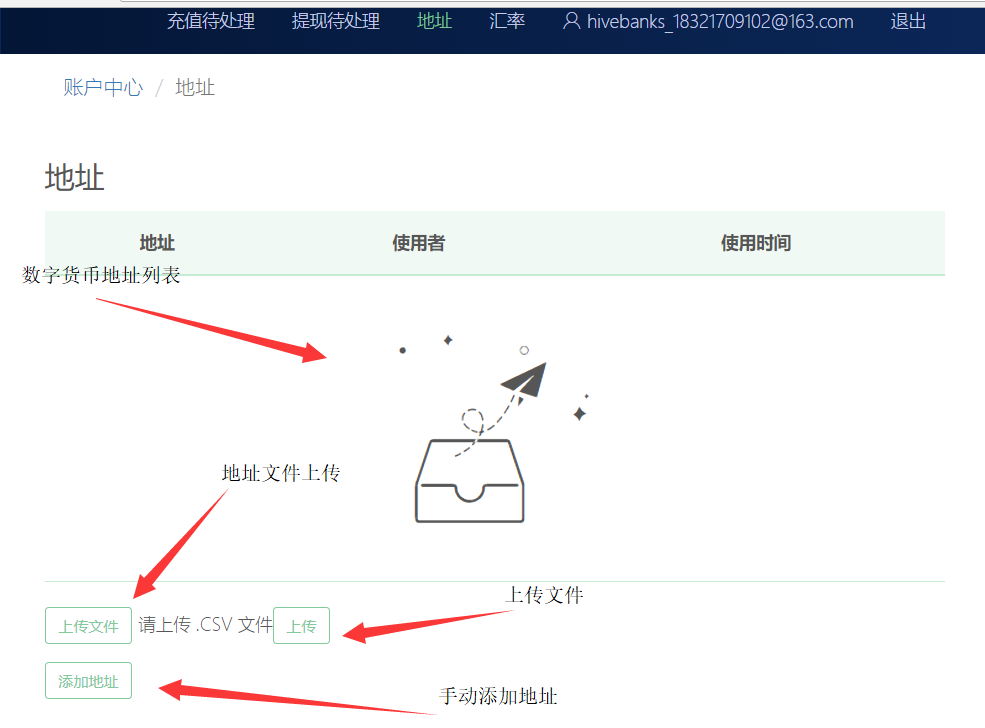 充值待处理 提现待处理 地址 汇率 hivebanks_18321709102@163.com 退出
账户中心 / 地址
地址
地址 使用者 使用时间
数字货币地址列表
地址文件上传
上传文件
上传文件 请上传 .CSV 文件 上传
添加地址
手动添加地址